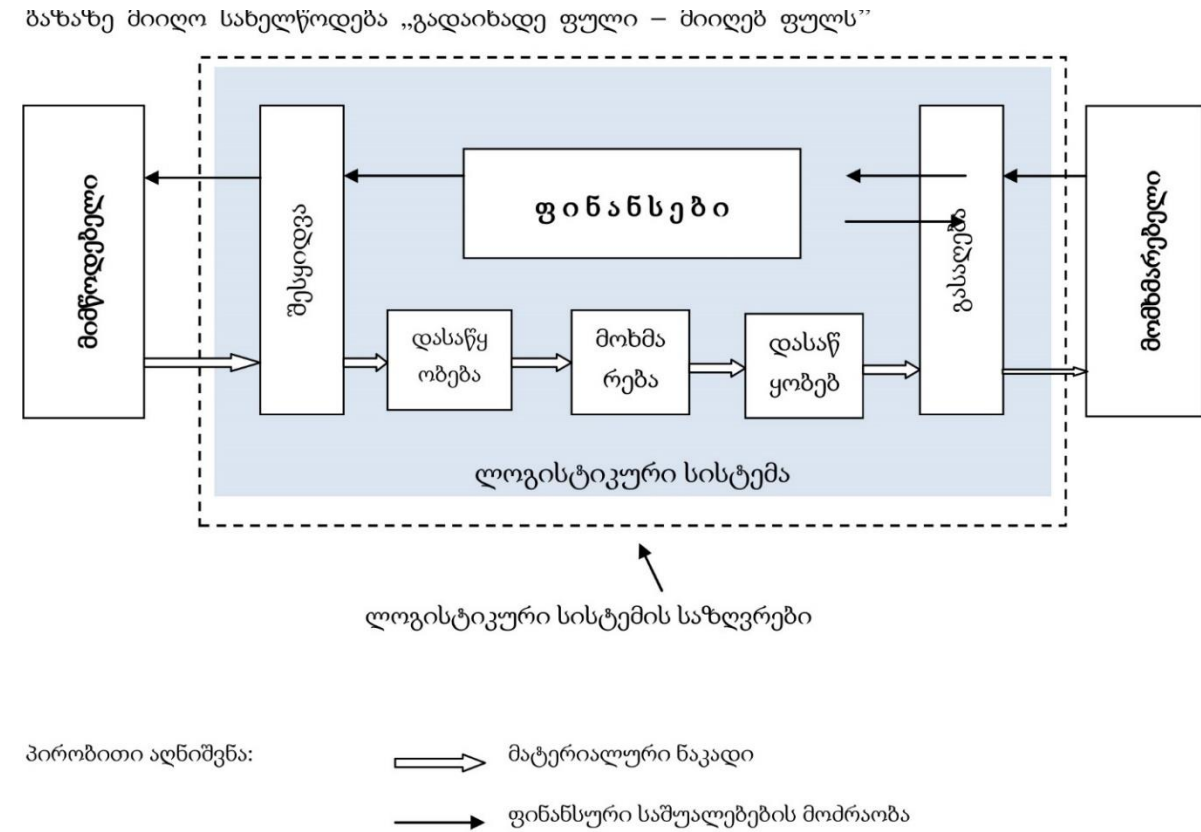 ბაზაზე მიიღო სახელწოდება „გადაიხადე ფული – მიიღებ ფულს”
მიმწოდებელი
შესყიდვა
ფინანსები
გასაღება
მომხმარებელი
დასაწყ
ობება
მოხმა
რება
დასაწ
ყობებ
ლოგისტიკური სისტემა
ლოგისტიკური სისტემის საზღვრები
პირობითი აღნიშვნა:
მატერიალური ნაკადი
ფინანსური საშუალებების მოძრაობა